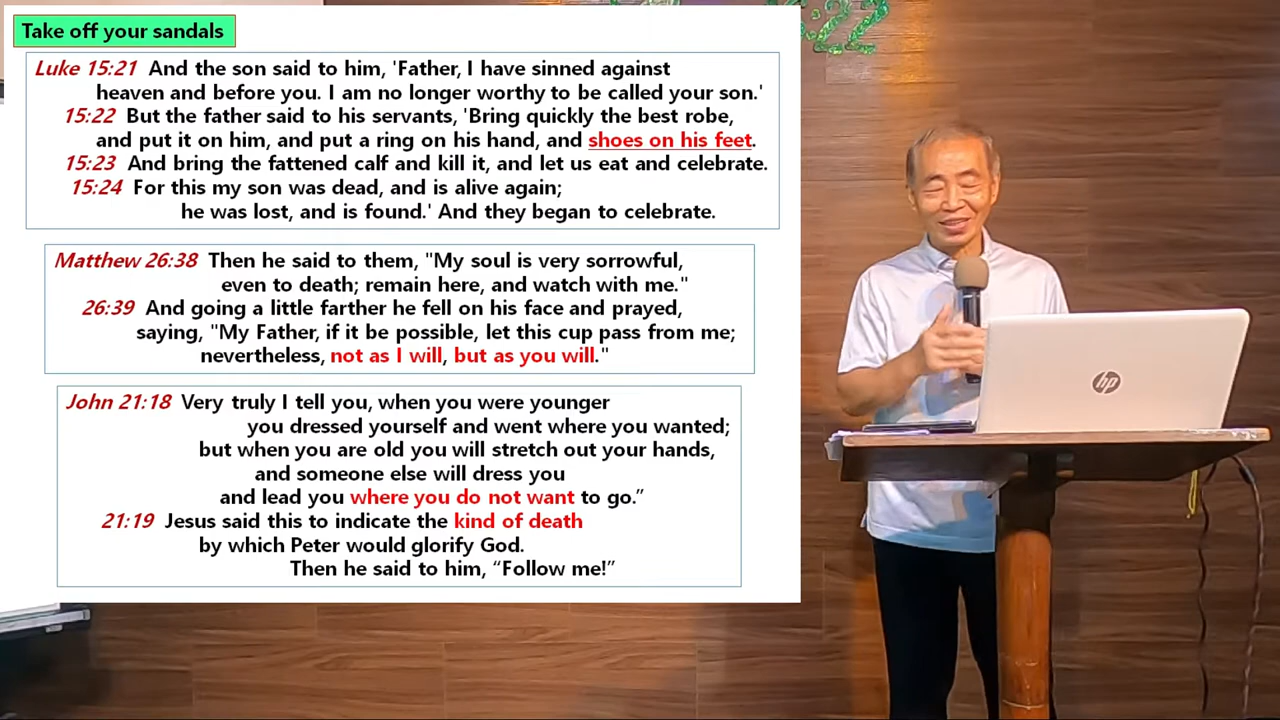 Take off your sandals
Luke 15:21 And the son said to him, 'Father, I have sinned against
heaven and before you. I am no longer worthy to be called your son.'
15:22 But the father said to his servants, 'Bring quickly the best robe,
and put it on him, and put a ring on his hand, and shoes on his feet.
15:23 And bring the fattened calf and kill it, and let us eat and celebrate.
15:24 For this my son was dead, and is alive again;
he was lost, and is found.' And they began to celebrate.
Matthew 26:38 Then he said to them, "My soul is very sorrowful,
even to death; remain here, and watch with me."
26:39 And going a little farther he fell on his face and prayed,
saying, "My Father, if it be possible, let this cup pass from me;
nevertheless, not as I will, but as you will."
John 21:18 Very truly I tell you, when you were younger
you dressed yourself and went where you wanted;
but when you are old you will stretch out your hands,
and someone else will dress you
and lead you where you do not want to go.”
21:19 Jesus said this to indicate the kind of death
by which Peter would glorify God.
Then he said to him, “Follow me!”
:22
hp